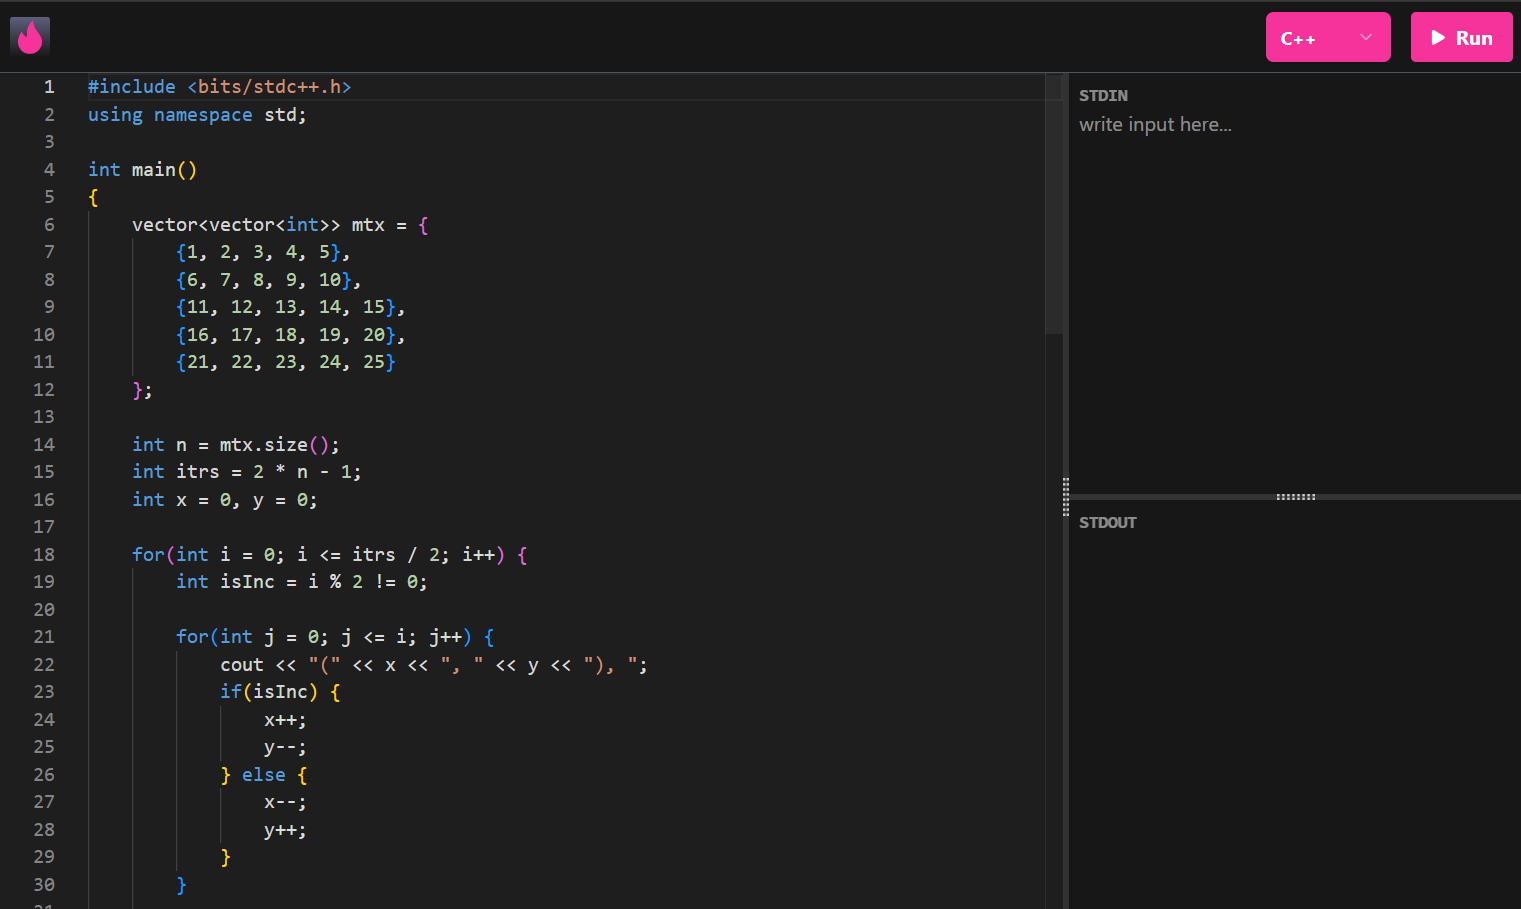 C++
Run
1 #include <bits/stdc++.h>
2 using namespace std;
3
4 int main()
5 {
6     vector<vector<int>> mtx = {
7         {1, 2, 3, 4, 5},
8         {6, 7, 8, 9, 10},
9         {11, 12, 13, 14, 15},
10         {16, 17, 18, 19, 20},
11         {21, 22, 23, 24, 25}
12     };
13
14     int n = mtx.size();
15     int itrs = 2 * n - 1;
16     int x = 0, y = 0;
17
18     for(int i = 0; i <= itrs / 2; i++) {
19         int isInc = i % 2 != 0;
20
21         for(int j = 0; j <= i; j++) {
22             cout << "(" << x << ", " << y << "), ";
23             if(isInc) {
24                 x++;
25                 y--;
26             } else {
27                 x--;
28                 y++;
29             }
30         }
STDIN
write input here...
STDOUT